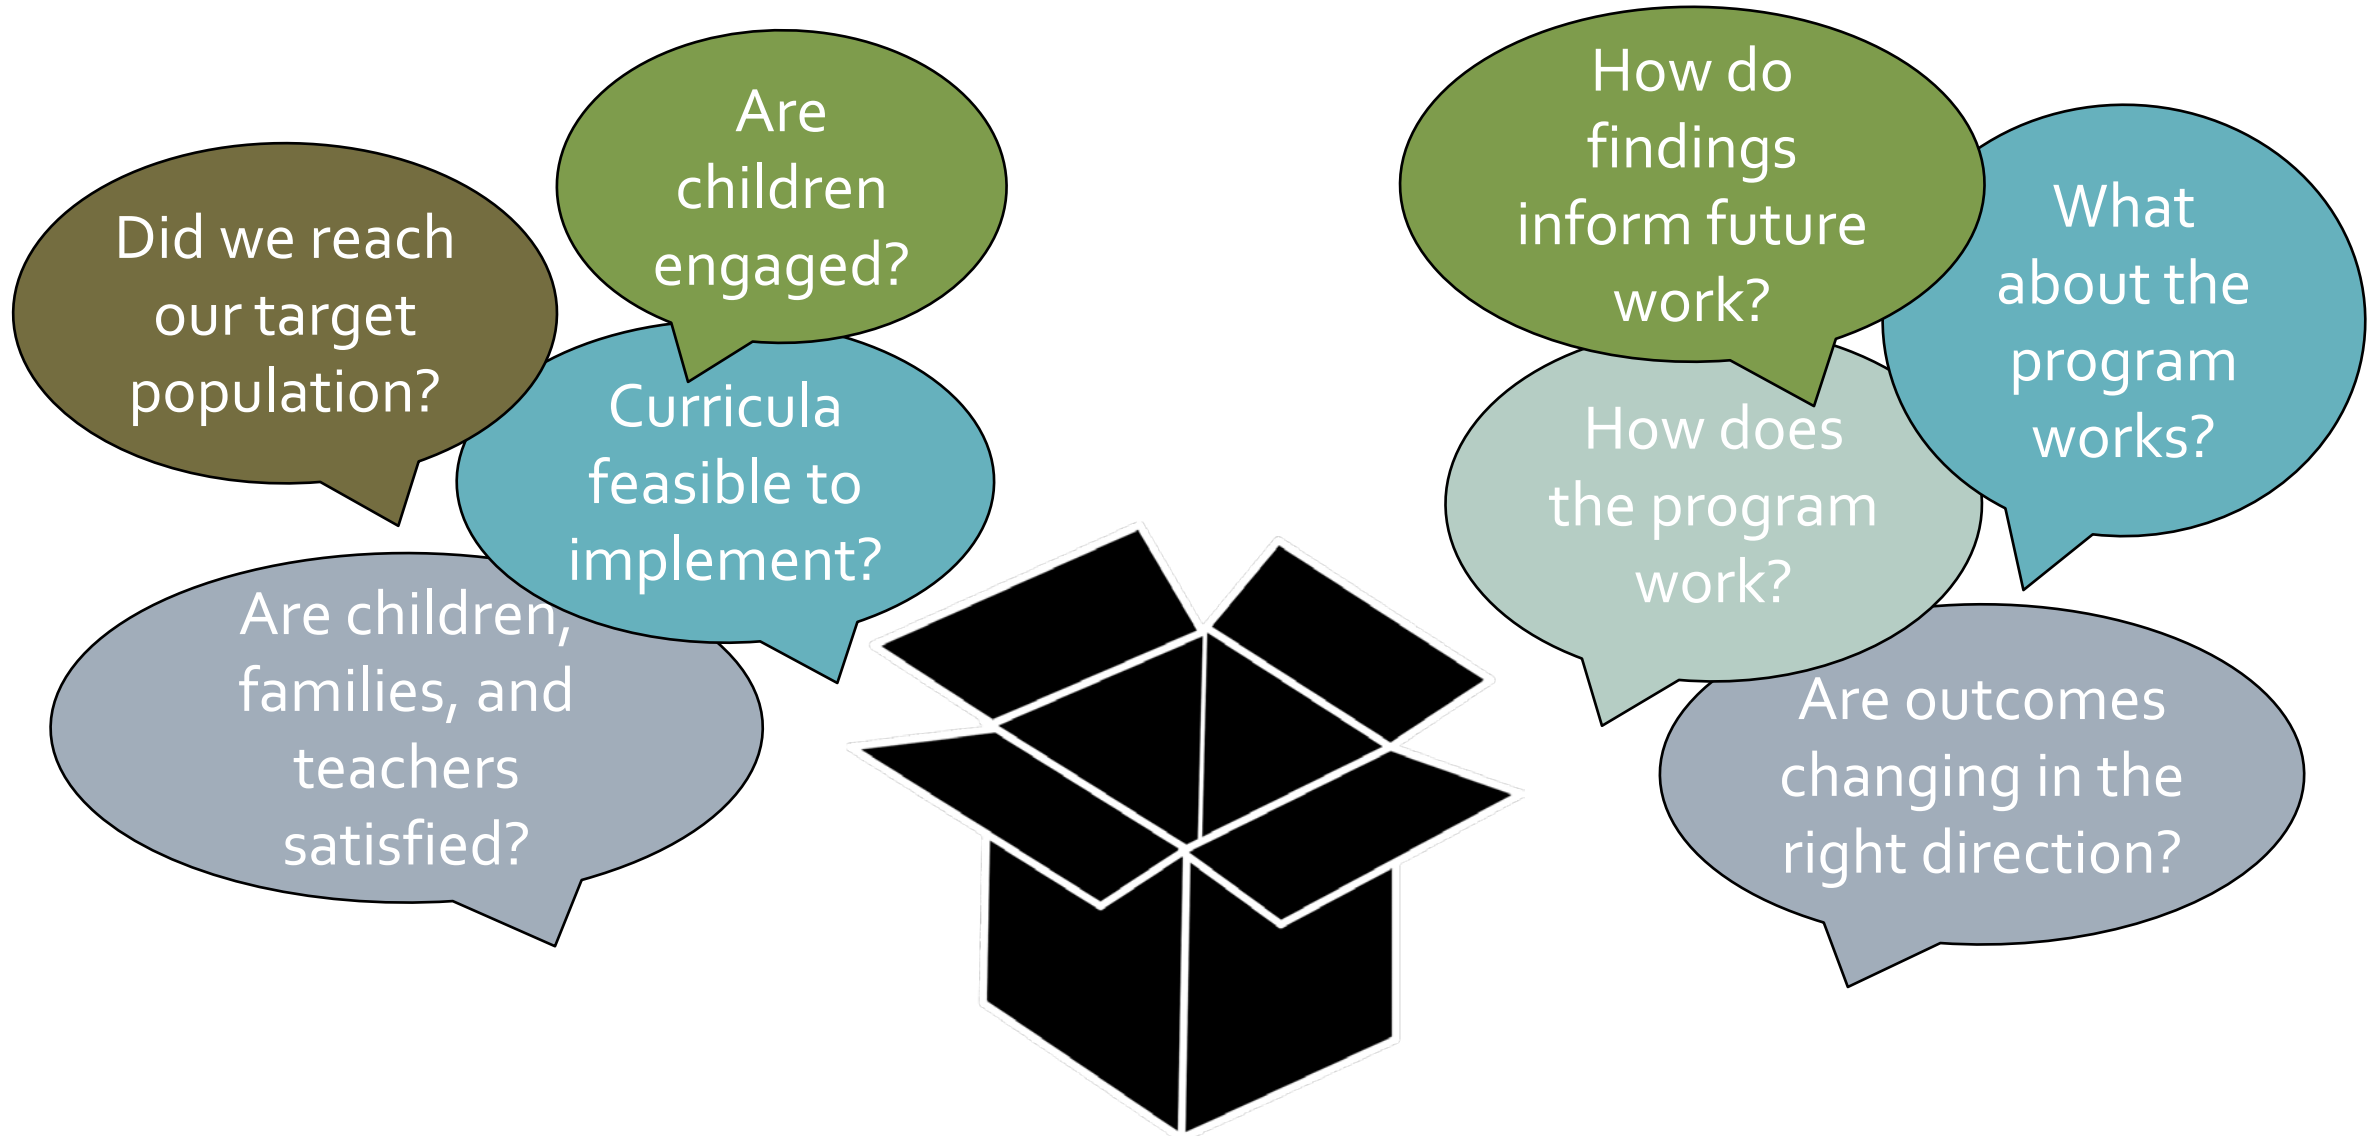 Did we reach
our target
population?
Are
children
engaged?
Curricula
feasible to
implement?
Are children,
families, and
teachers
satisfied?
How do
findings
inform future
work?
What
about the
program
works?
How does
the program
work?
Are outcomes
changing in the
right direction?